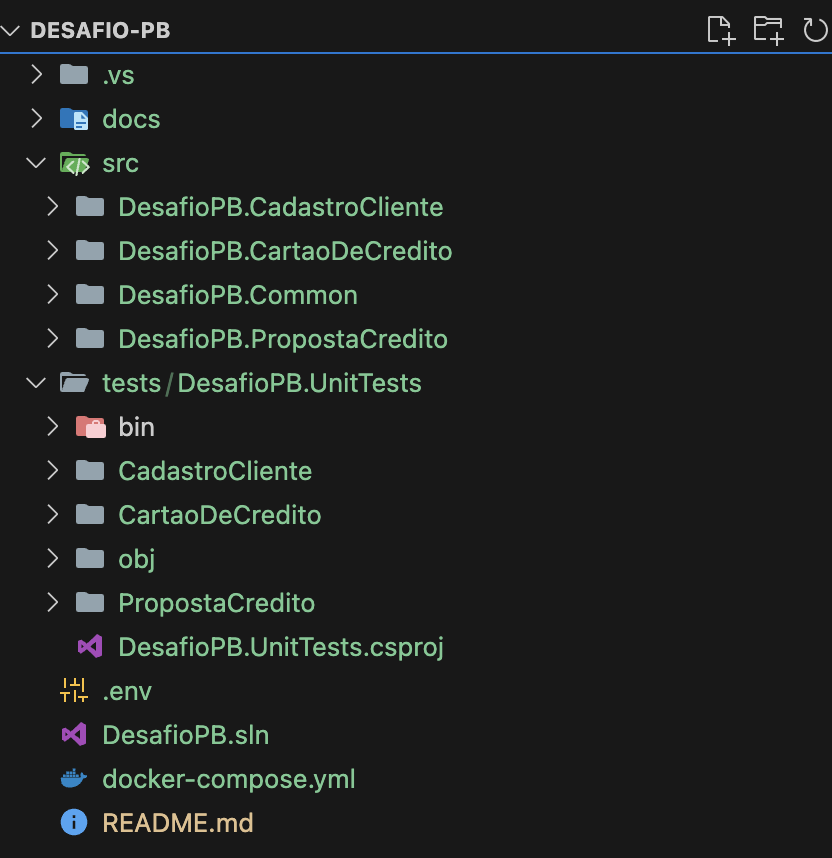 DESAFIO-PB
.vs
docs
src
DesafioPB.CadastroCliente
DesafioPB.CartaoDeCredito
DesafioPB.Common
DesafioPB.PropostaCredito
tests/DesafioPB.UnitTests
bin
CadastroCliente
CartaoDeCredito
obj
PropostaCredito
DesafioPB.UnitTests.csproj
.env
DesafioPB.sln
docker-compose.yml
README.md